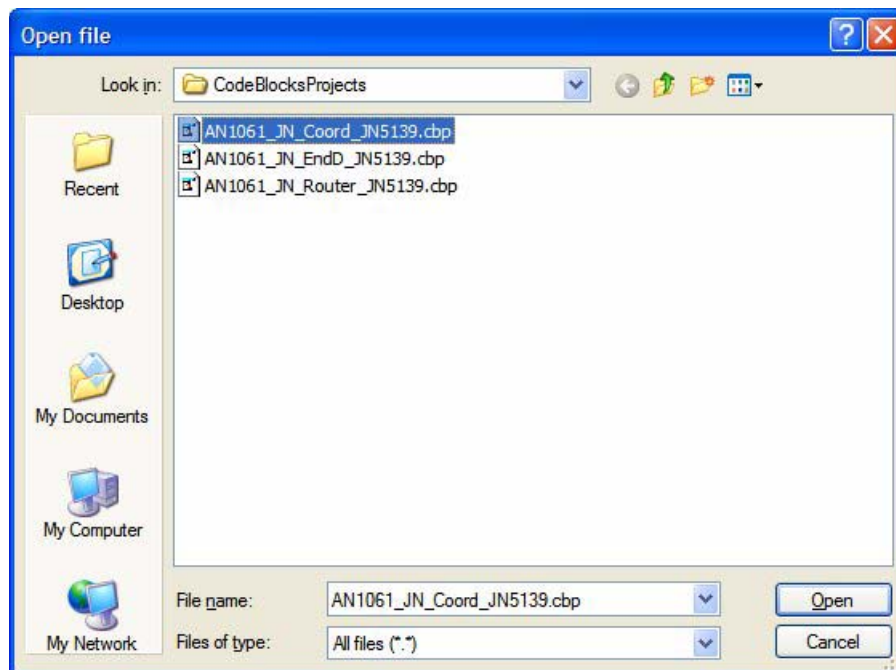 Open file
Look in:
CodeBlocksProjects
AN1061_JN_Coord_JN5139.cbp
AN1061_JN_EndD_JN5139.cbp
AN1061_JN_Router_JN5139.cbp
Recent
Desktop
My Documents
My Computer
My Network
File name:
AN1061_JN_Coord_JN5139.cbp
Open
Files of type:
All files (*.*)
Cancel